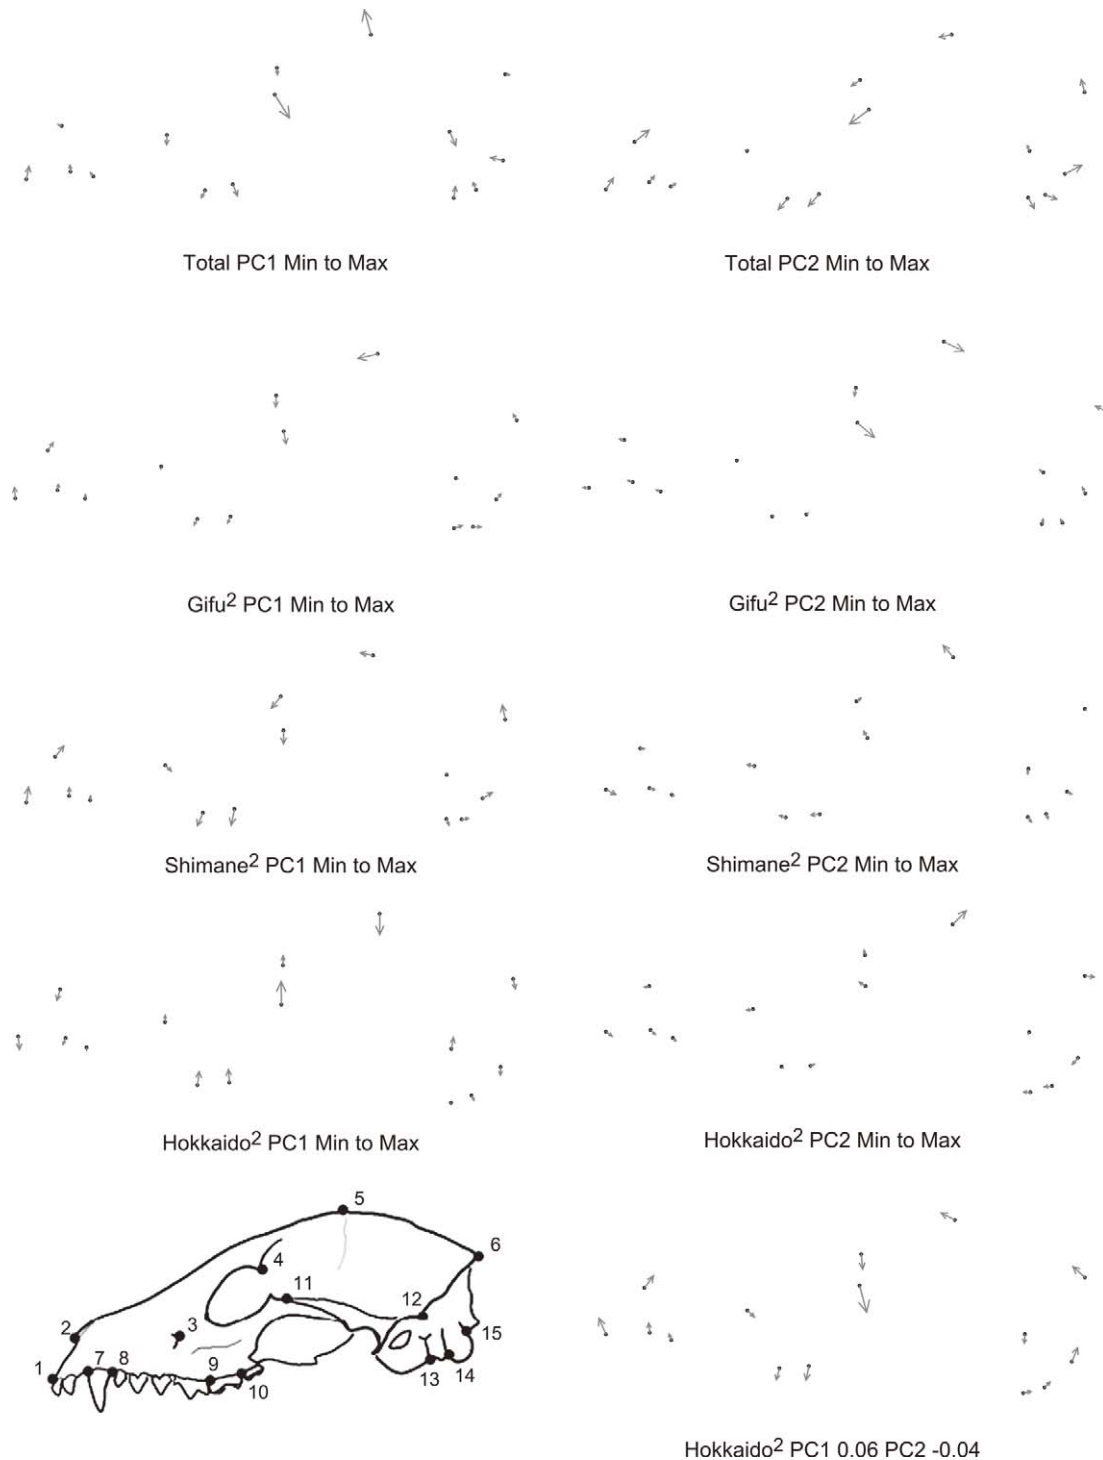 Total PC1 Min to Max
Total PC2 Min to Max
Gifu² PC1 Min to Max
Gifu² PC2 Min to Max
Shimane² PC1 Min to Max
Shimane² PC2 Min to Max
Hokkaido² PC1 Min to Max
Hokkaido² PC2 Min to Max
5
6
4
11
12
3
2
15
1
7
8
9
10
13
14
Hokkaido² PC1 0.06 PC2 -0.04